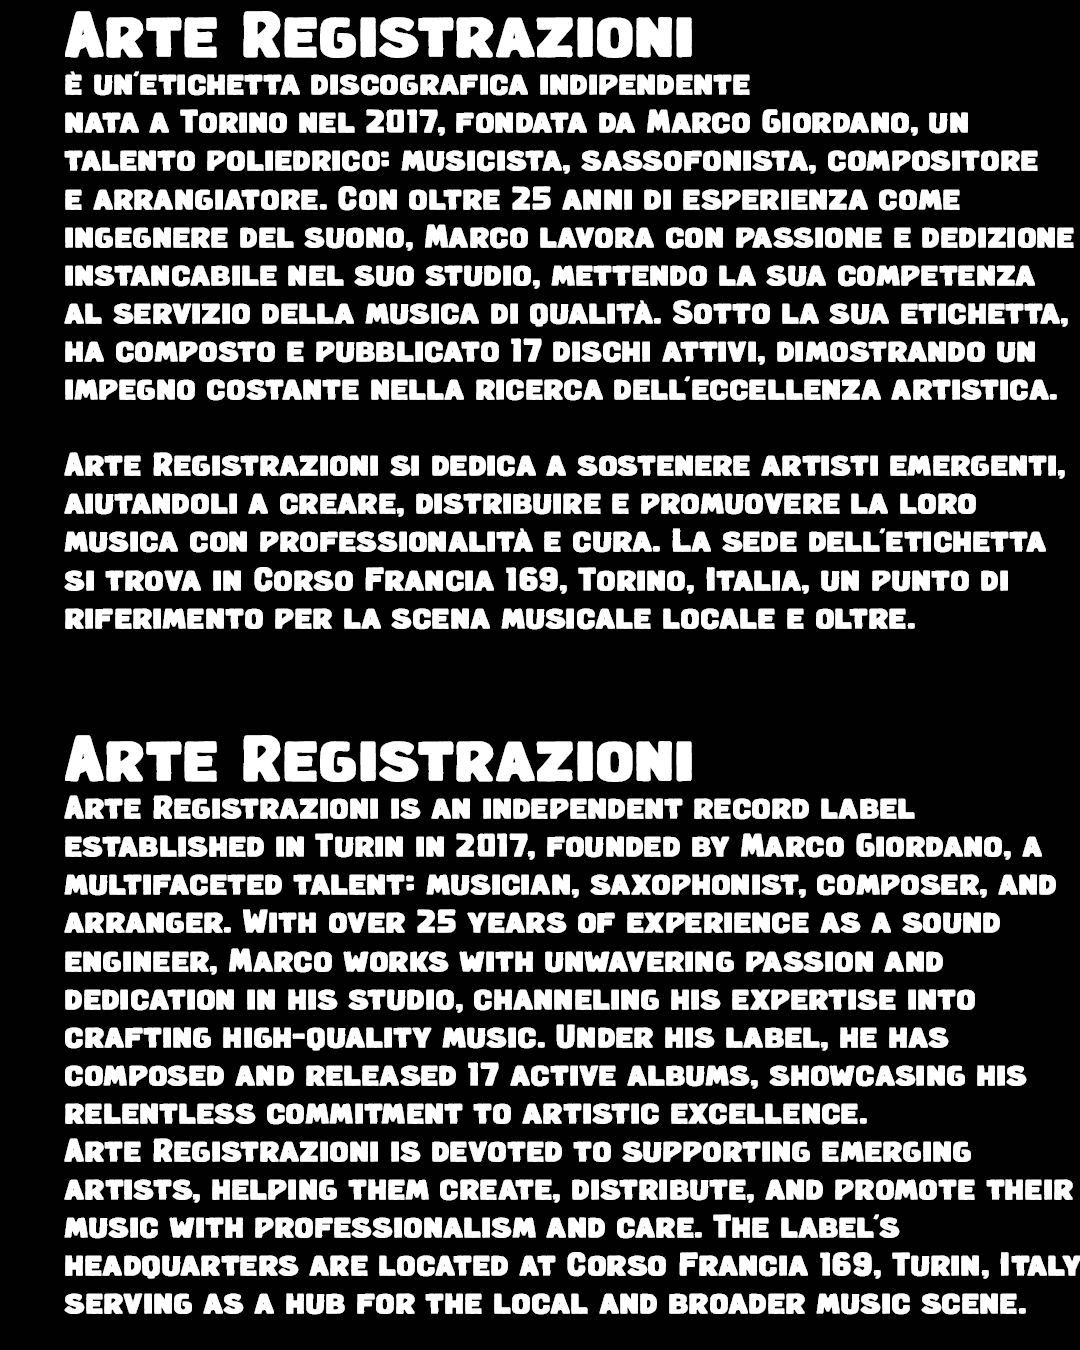 Arte Registrazioni
è un'etichetta discografica indipendente
nata a Torino nel 2017, fondata da Marco Giordano, un
talento poliedrico: musicista, sassofonista, compositore
e arrangiatore. Con oltre 25 anni di esperienza come
ingegnere del suono, Marco lavora con passione e dedizione
instancabile nel suo studio, mettendo la sua competenza
al servizio della musica di qualità. Sotto la sua etichetta,
ha composto e pubblicato 17 dischi attivi, dimostrando un
impegno costante nella ricerca dell'eccellenza artistica.
Arte Registrazioni si dedica a sostenere artisti emergenti,
aiutandoli a creare, distribuire e promuovere la loro
musica con professionalità e cura. La sede dell'etichetta
si trova in Corso Francia 169, Torino, Italia, un punto di
riferimento per la scena musicale locale e oltre.
Arte Registrazioni
Arte Registrazioni is an independent record label
established in Turin in 2017, founded by Marco Giordano, a
multifaceted talent: musician, saxophonist, composer, and
arranger. With over 25 years of experience as a sound
engineer, Marco works with unwavering passion and
dedication in his studio, channeling his expertise into
crafting high-quality music. Under his label, he has
composed and released 17 active albums, showcasing his
relentless commitment to artistic excellence.
Arte Registrazioni is devoted to supporting emerging
artists, helping them create, distribute, and promote their
music with professionalism and care. The label's
headquarters are located at Corso Francia 169, Turin, Italy
serving as a hub for the local and broader music scene.